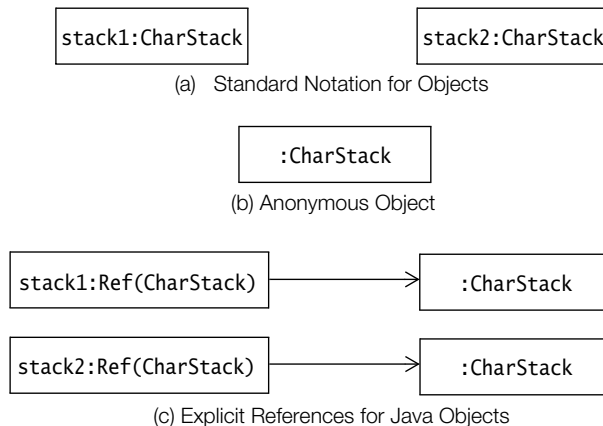 stack1:CharStack stack2:CharStack
(a) Standard Notation for Objects
:CharStack
(b) Anonymous Object
stack1:Ref(CharStack) :CharStack
stack2:Ref(CharStack) :CharStack
(c) Explicit References for Java Objects